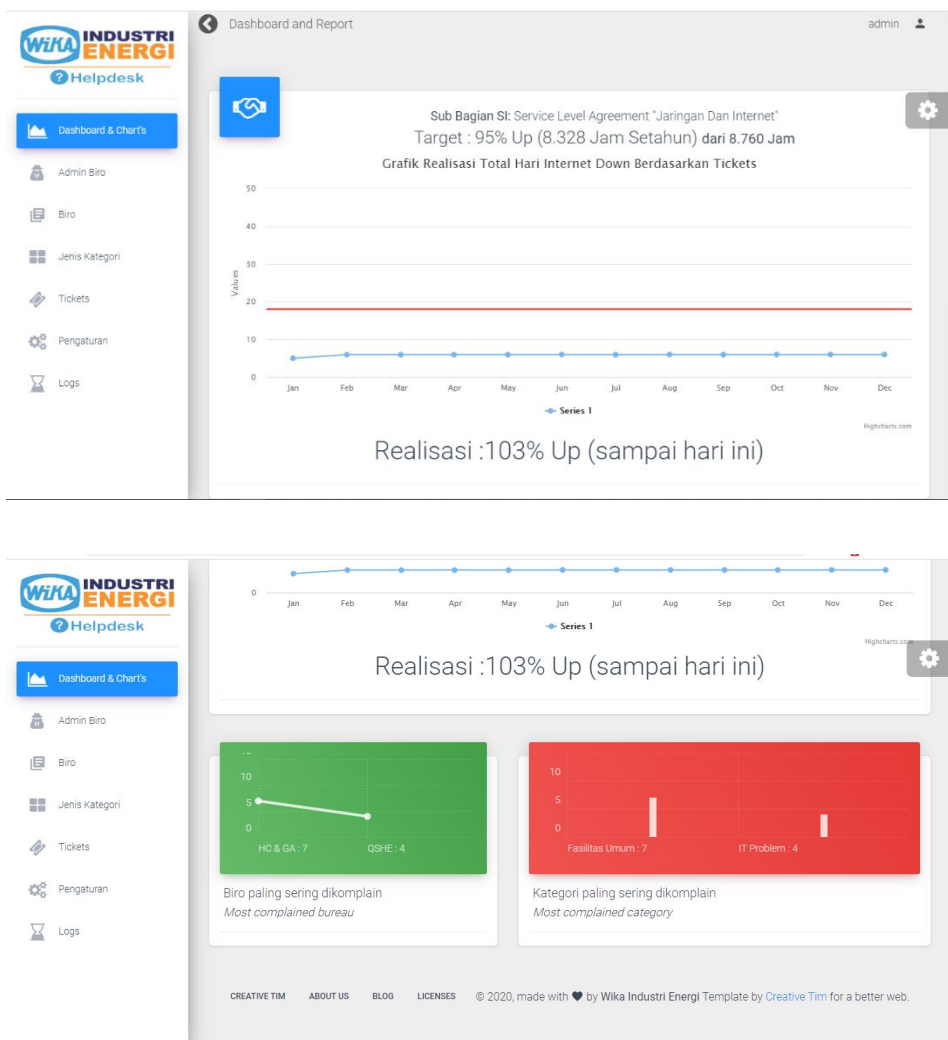 WiKA INDUSTRI ENERGI
Helpdesk
Dashboard & Chart's
Admin Biro
Biro
Jenis Kategori
Tickets
Pengaturan
Logs
Dashboard and Report
admin
Sub Bagian SI: Service Level Agreement "Jaringan Dan Internet"
Target : 95% Up (8.328 Jam Setahun) dari 8.760 Jam
Grafik Realisasi Total Hari Internet Down Berdasarkan Tickets
50
40
30
20
10
0
Values
Jan Feb Mar Apr May Jun Jul Aug Sep Oct Nov Dec
Series 1
Highcharts.com
Realisasi :103% Up (sampai hari ini)
WiKA INDUSTRI ENERGI
Helpdesk
Dashboard & Chart's
Admin Biro
Biro
Jenis Kategori
Tickets
Pengaturan
Logs
0
Jan Feb Mar Apr May Jun Jul Aug Sep Oct Nov Dec
Series 1
Highcharts.com
Realisasi :103% Up (sampai hari ini)
10
5
0
HC & GA : 7 QSHE : 4
Biro paling sering dikomplain
Most complained bureau
10
5
0
Fasilitas Umum : 7 IT Problem : 4
Kategori paling sering dikomplain
Most complained category
CREATIVE TIM ABOUT US BLOG LICENSES © 2020, made with ♥ by Wika Industri Energi Template by Creative Tim for a better web.